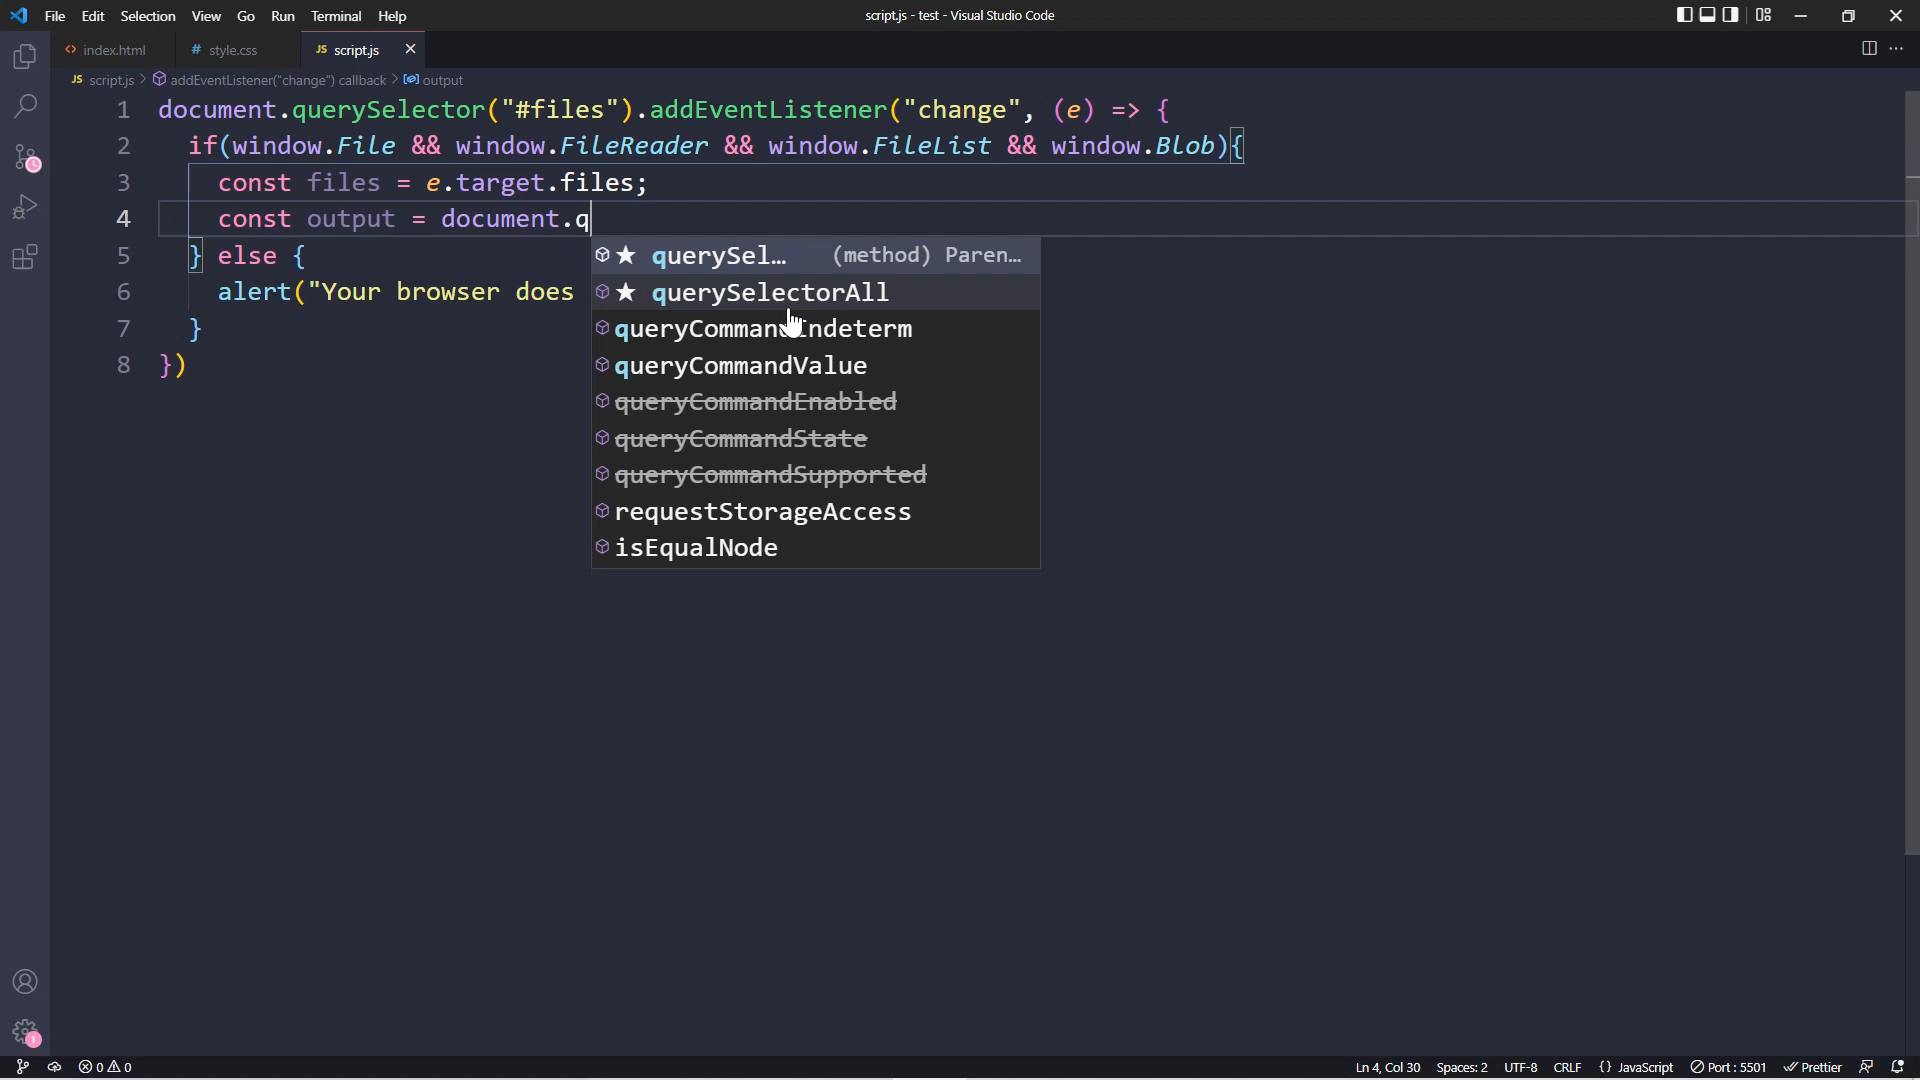 File Edit Selection View Go Run Terminal Help script.js - test - Visual Studio Code
<> index.html # style.css JS script.js
JS script.js > addEventListener("change") callback > output
1 document.querySelector("#files").addEventListener("change", (e) => {
2 if(window.File && window.FileReader && window.FileList && window.Blob){
3 const files = e.target.files;
4 const output = document.q
5 } else {
querySel... (method) Paren...
6 alert("Your browser does
★ querySelectorAll
7 }
queryCommandIndeterm
8 })
queryCommandValue
queryCommandEnabled
queryCommandState
queryCommandSupported
requestStorageAccess
isEqualNode
1
0 0 Ln 4, Col 30 Spaces: 2 UTF-8 CRLF {} JavaScript Port : 5501 Prettier